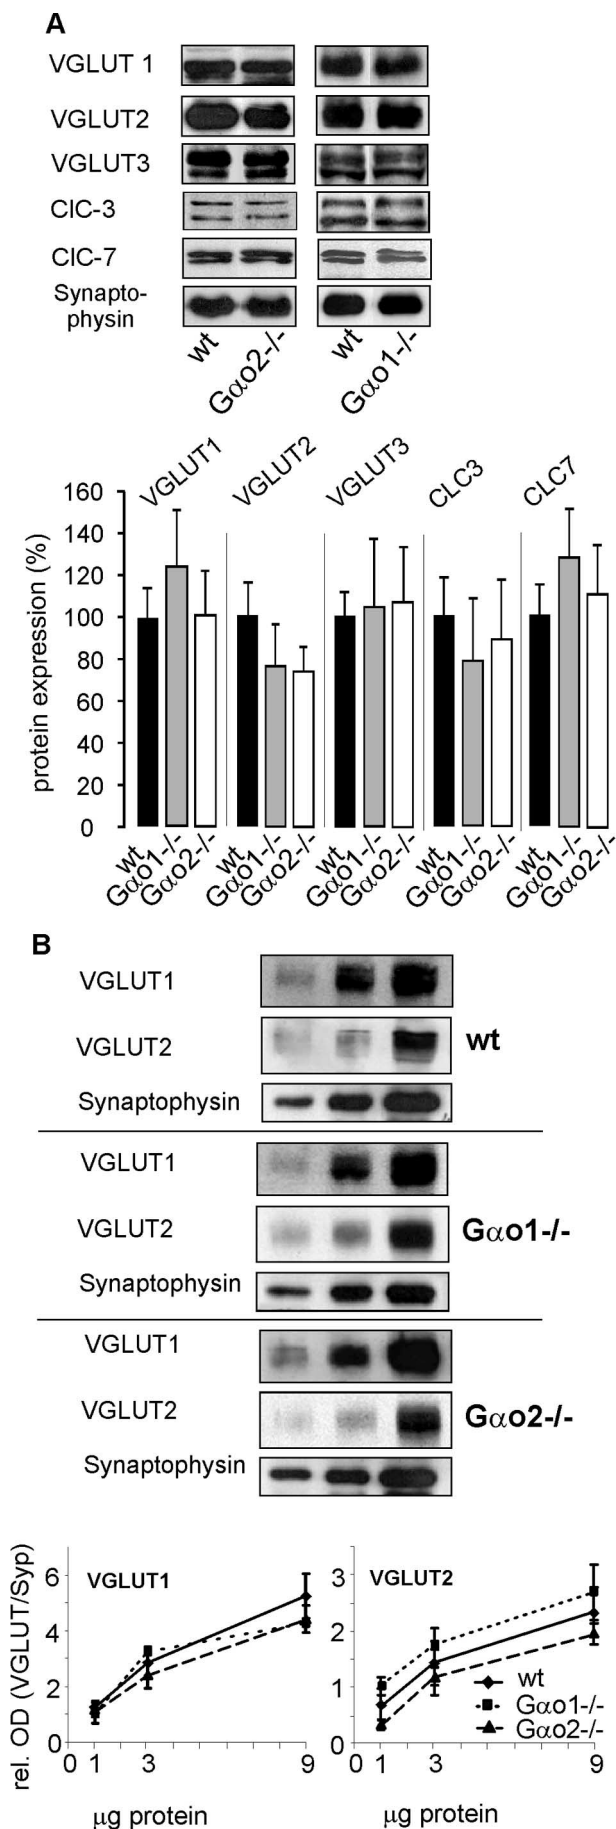 A
VGLUT 1
VGLUT2
VGLUT3
ClC-3
ClC-7
Synapto-
physin
wt
Gαo2-/-
wt
Gαo1-/-
VGLUT1
VGLUT2
VGLUT3
CLC3
CLC7
protein expression (%)
160
140
120
100
80
60
40
20
0
wt
Gαo1-/-
Gαo2-/-
wt
Gαo1-/-
Gαo2-/-
wt
Gαo1-/-
Gαo2-/-
wt
Gαo1-/-
Gαo2-/-
wt
Gαo1-/-
Gαo2-/-
B
VGLUT1
VGLUT2
wt
Synaptophysin
VGLUT1
VGLUT2
Gαo1-/-
Synaptophysin
VGLUT1
VGLUT2
Gαo2-/-
Synaptophysin
rel. OD (VGLUT/Syp)
VGLUT1
6
4
2
0
0 1 3 9
μg protein
VGLUT2
3
2
1
0
wt
Gαo1-/-
Gαo2-/-
0 1 3 9
μg protein